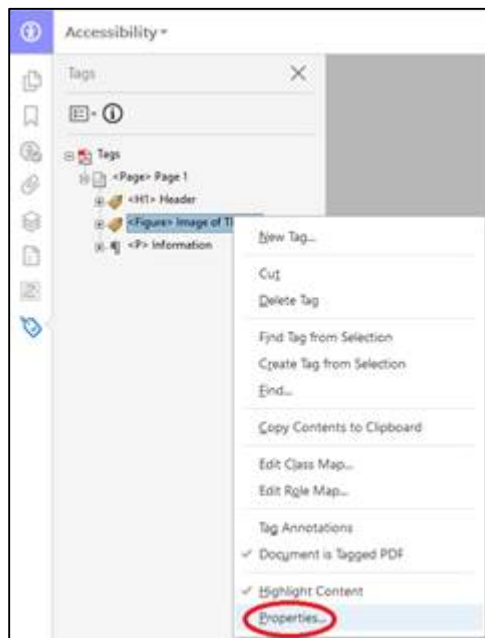 Accessibility
Tags
Tags
<Page> Page 1
<H1> Header
<Figure> Image of
<P> Information
New Tag...
Cut
Delete Tag
Find Tag from Selection
Create Tag from Selection
Find...
Copy Contents to Clipboard
Edit Class Map...
Edit Role Map...
Tag Annotations
Document is Tagged PDF
Highlight Content
Properties...